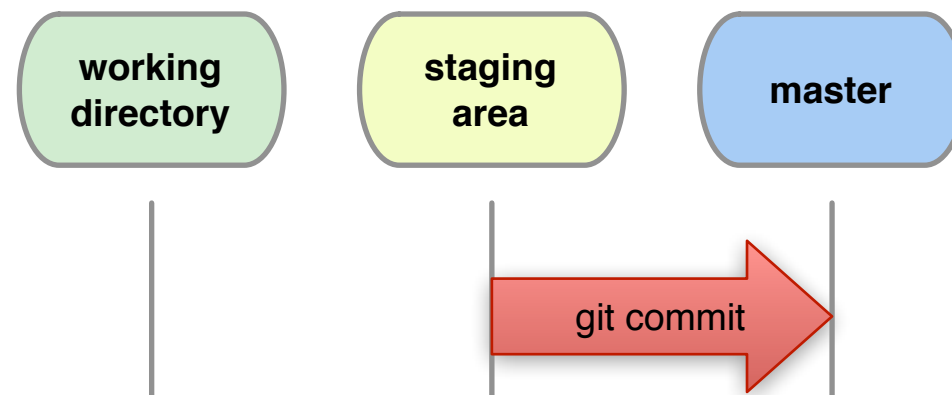 working
directory
staging
area
master
git commit